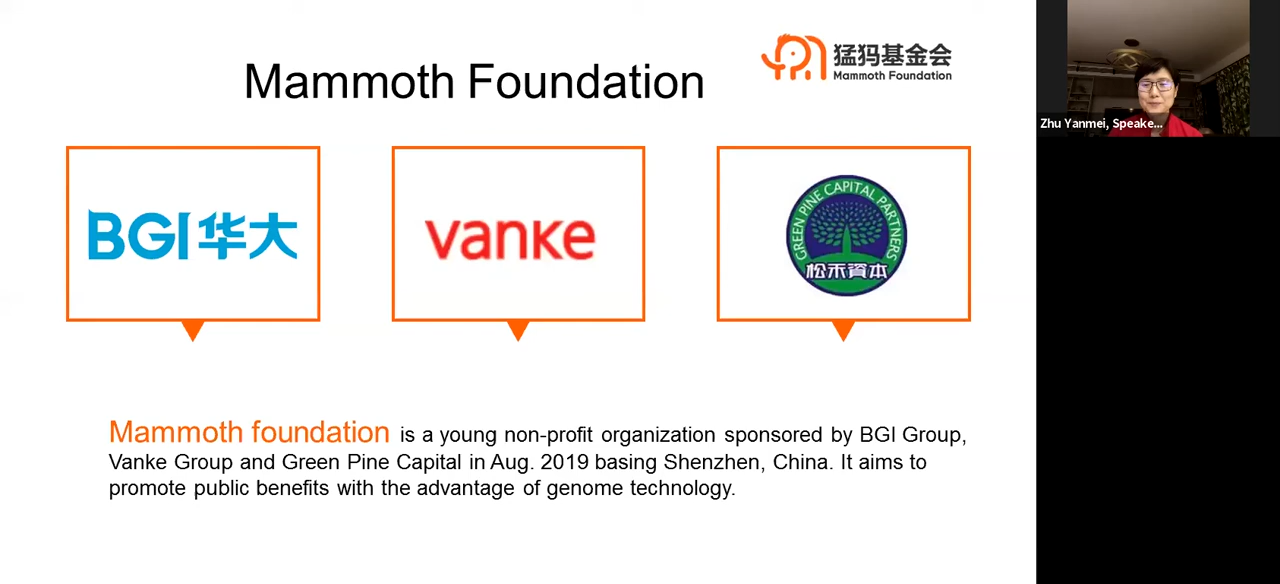 Mammoth Foundation
猛犸基金会
Mammoth Foundation
Zhu Yanmei, Speake...
BGI华大
vanke
GREEN PINE CAPITAL PARTNERS
松禾資本
Mammoth foundation is a young non-profit organization sponsored by BGI Group,
Vanke Group and Green Pine Capital in Aug. 2019 basing Shenzhen, China. It aims to
promote public benefits with the advantage of genome technology.